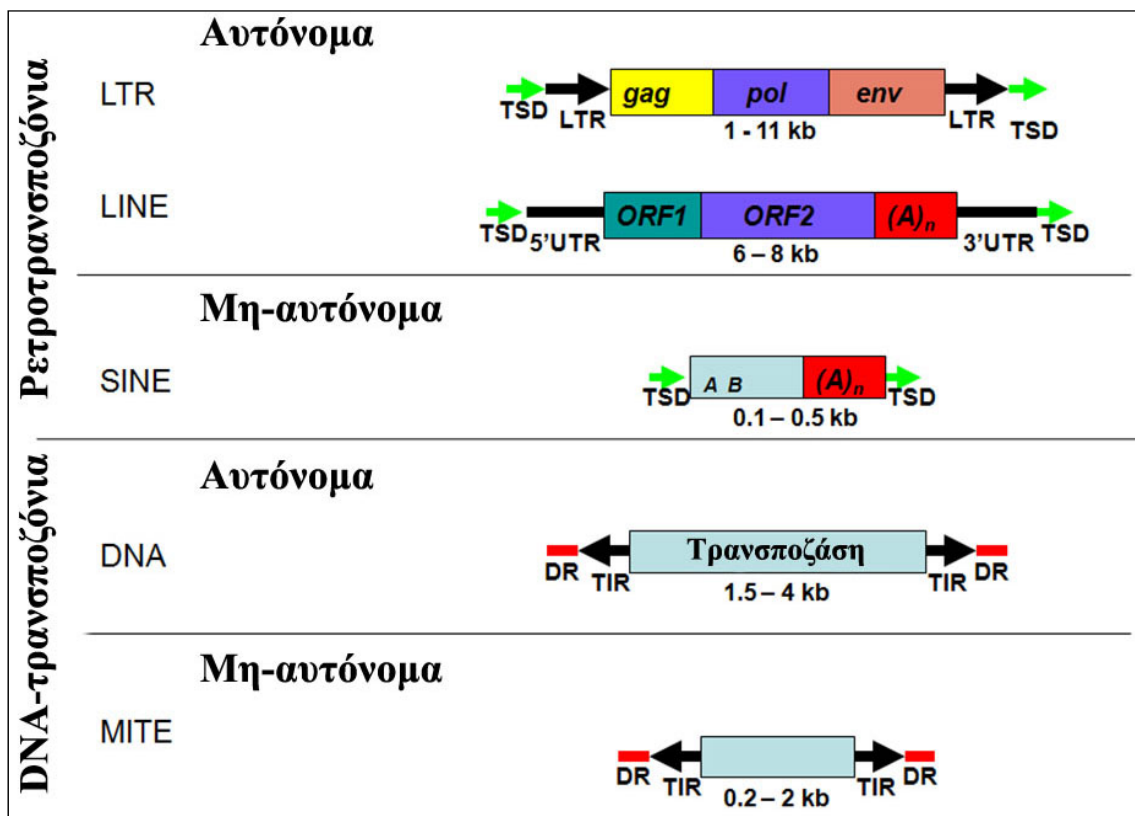 Ρετροτρανσποζόνια
Αυτόνομα
LTR
gag pol env
TSD LTR 1 - 11 kb LTR TSD
LINE
ORF1 ORF2 (A)n
TSD 5'UTR 6 – 8 kb 3'UTR TSD
Μη-αυτόνομα
SINE
A B (A)n
TSD 0.1 – 0.5 kb TSD
DNA-τρανσποζόνια
Αυτόνομα
DNA
Τρανσποζάση
DR TIR 1.5 – 4 kb TIR DR
Μη-αυτόνομα
MITE
DR TIR 0.2 – 2 kb TIR DR